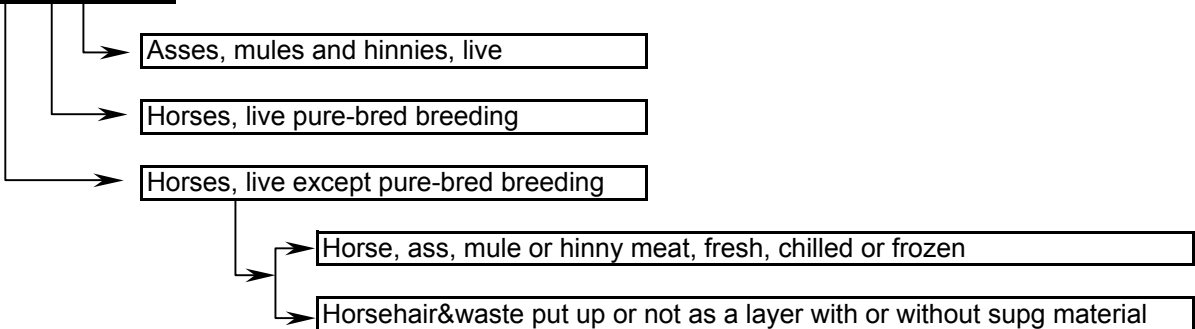 Asses, mules and hinnies, live
Horses, live pure-bred breeding
Horses, live except pure-bred breeding
Horse, ass, mule or hinny meat, fresh, chilled or frozen
Horsehair&waste put up or not as a layer with or without supg material